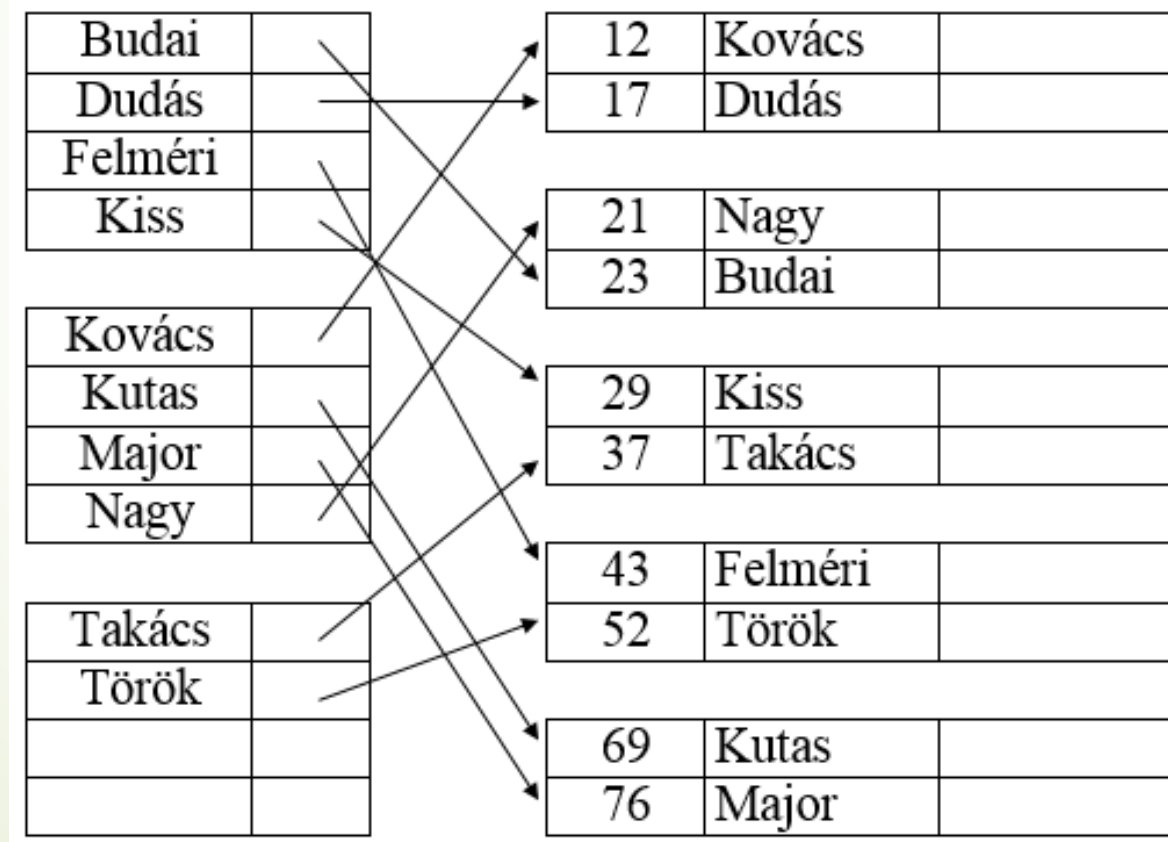 Budai
Dudás
Felméri
Kiss
Kovács
Kutas
Major
Nagy
Takács
Török
12 Kovács
17 Dudás
21 Nagy
23 Budai
29 Kiss
37 Takács
43 Felméri
52 Török
69 Kutas
76 Major